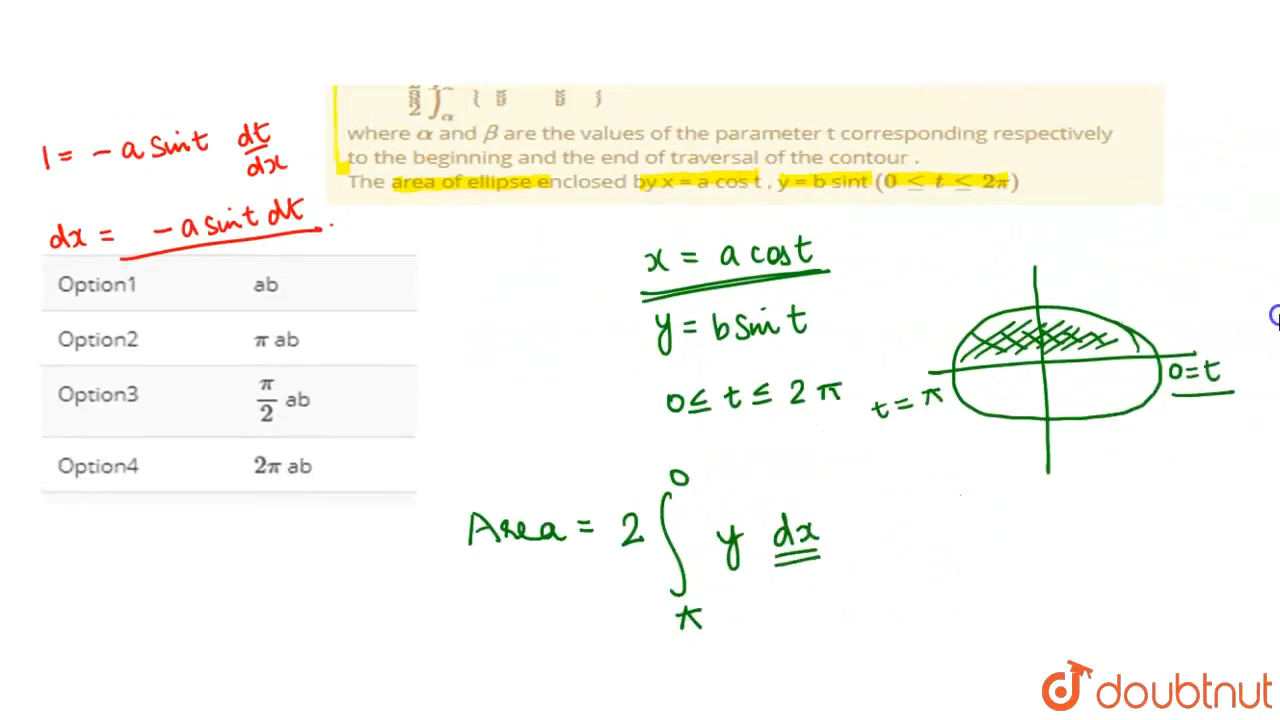 where α and β are the values of the parameter t corresponding respectively
to the beginning and the end of traversal of the contour .
The area of ellipse enclosed by x = a cos t , y = b sint (0 ≤ t ≤ 2π)
1 = - a sint dt/dx
dx = - a sint dt .
Option1 ab
Option2 π ab
Option3 π/2 ab
Option4 2π ab
x = a cost
y = b sint
0 ≤ t ≤ 2π
t = π
0 = t
Area = 2 ∫_π^0 y dx
doubtnut